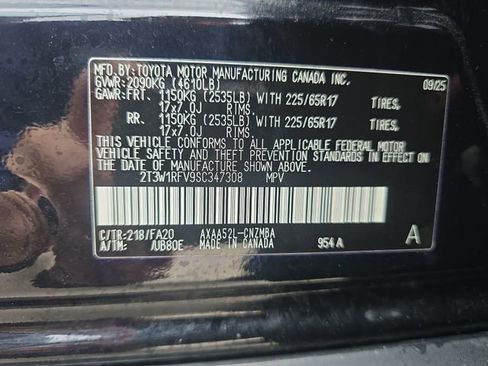 MFD.BY:TOYOTA MOTOR MANUFACTURING CANADA INC.
GVWR:2090KG (4610LB) 09/25
GAWR:FRT. 1150KG (2535LB) WITH 225/65R17 TIRES,
17x7.0J RIMS
RR. 1150KG (2535LB) WITH 225/65R17 TIRES,
17x7.0J RIMS
THIS VEHICLE CONFORMS TO ALL APPLICABLE FEDERAL MOTOR
VEHICLE SAFETY AND THEFT PREVENTION STANDARDS IN EFFECT ON
THE DATE OF MANUFACTURE SHOWN ABOVE.
2T3W1RFV9SC347308 MPV
C/TR:218/FA20 AXAA52L-CNZMBA
A/TM: /UB80E MADE IN CANADA 954 A A